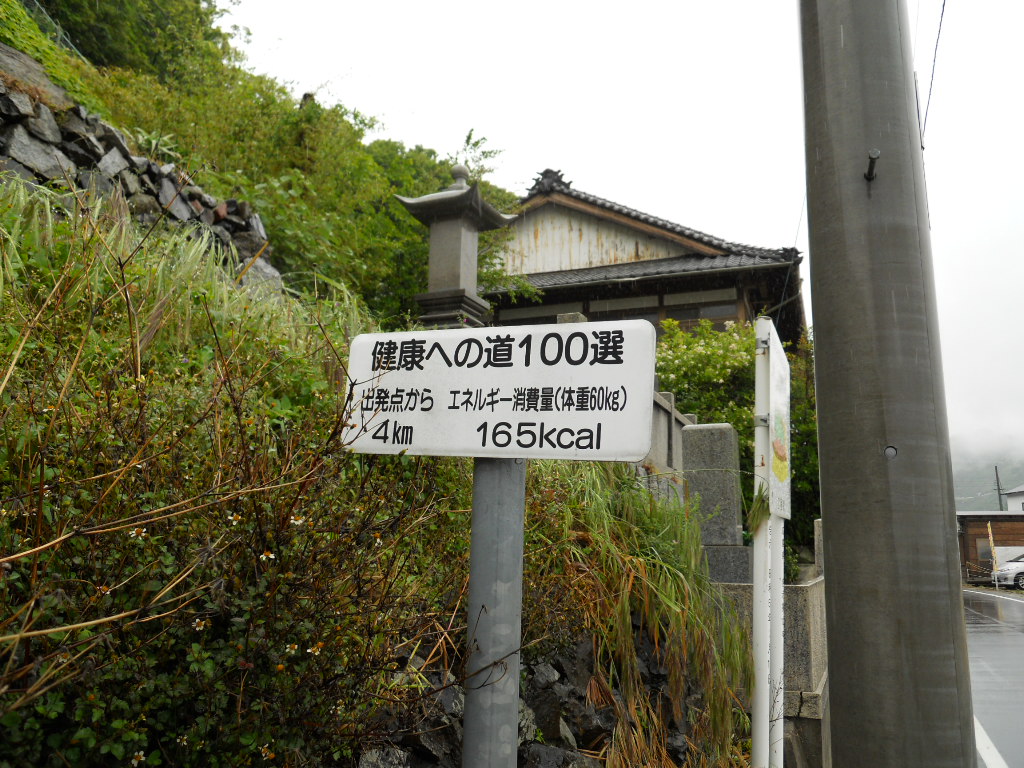 健康への道100選
出発点から エネルギー消費量(体重60kg)
4km 165kcal